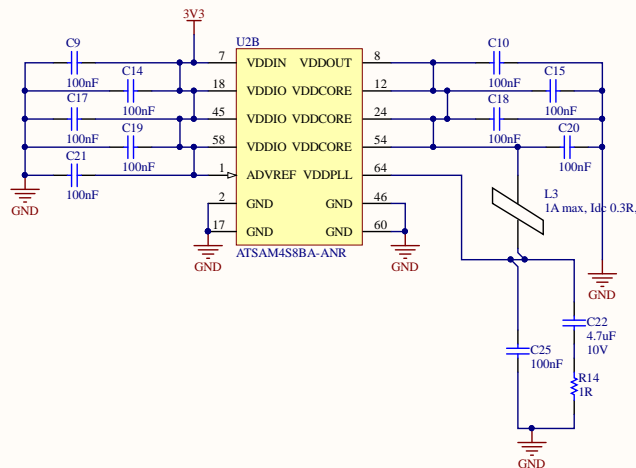 3V3
C9
100nF
C14
100nF
C17
100nF
C19
100nF
C21
100nF
GND
U2B
7 VDDIN VDDOUT 8
18 VDDIO VDDCORE 12
45 VDDIO VDDCORE 24
58 VDDIO VDDCORE 54
1 ADVREF VDDPLL 64
2 GND GND 46
17 GND GND 60
ATSAM4S8BA-ANR
GND
GND
C10
100nF
C15
100nF
C18
100nF
C20
100nF
L3
1A max, Idc 0.3R,
GND
C22
4.7uF
10V
C25
100nF
R14
1R
GND